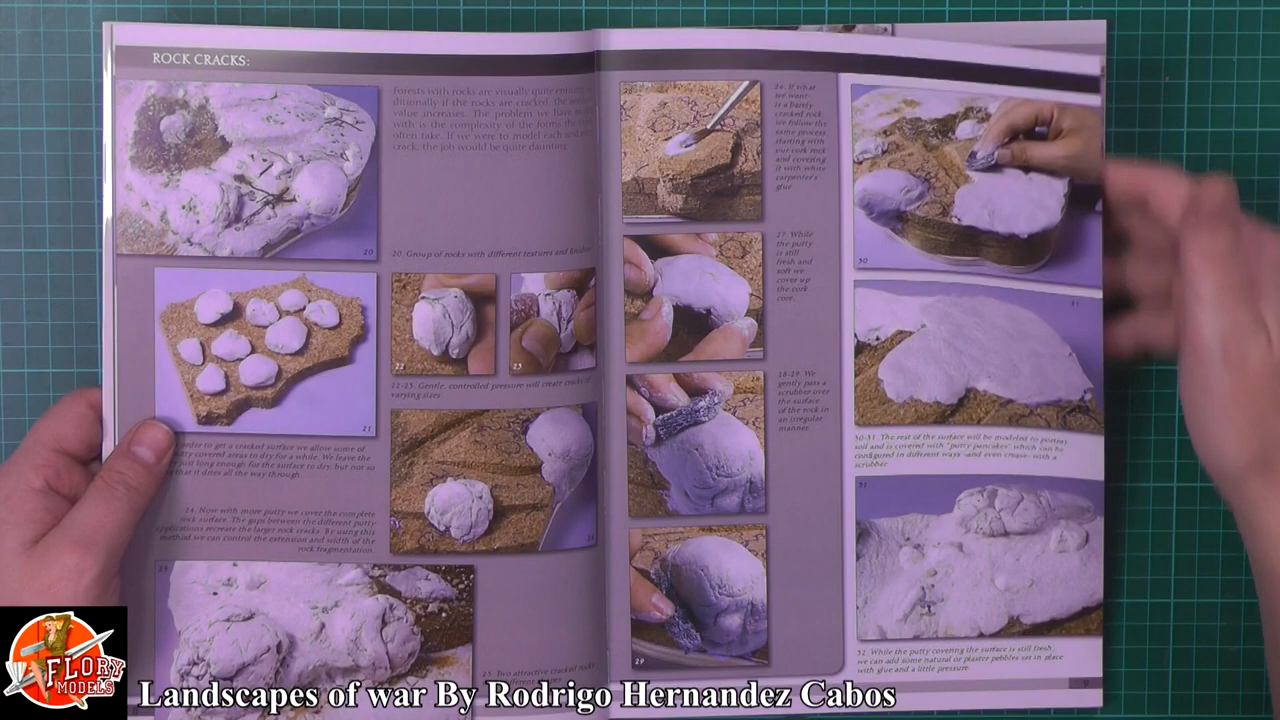 ROCK CRACKS:
Forests with rocks are visually quite
ditionally if the rocks are cracked, the
value increases. The problem we have
with is the complexity of the forms the
often take. If we were to model each and
crack, the job would be quite daunting.
20
20. Group of rocks with different textures and
21
22
23
22-23. Gentle, controlled pressure will create cracks
varying sizes
order to get a cracked surface we allow some of
putty covered areas to dry for a while. We leave the
just long enough for the surface to dry, but not so
that it dries all the way through.
24. Now with more putty we cover the complete
rock surface. The gaps between the different putty
applications recreate the larger rock cracks. By using this
method we can control the extension and width of the
rock fragmentation.
25. Two attractive cracked rocks
26. If what
we want
is a barely
cracked rock,
we follow the
same process,
starting with
our cork rock
and covering
it with white
carpenter's
glue
27. While
the putty
is still
fresh and
soft we
cover up
the cork
core.
28
18-29. We
gently pass a
scrubber over
the surface
of the rock in
an irregular
manner.
29
30
31
30-31. The rest of the surface will be modeled to portray
soil and is covered with "putty pancakes" which can be
configured in different ways -and even crease- with a
scrubber
32. While the putty covering the surface is still fresh,
we can add some natural or plaster pebbles set in place
with glue and a little pressure.
9
FLORY
MODELS
Landscapes of war By Rodrigo Hernandez Cabos